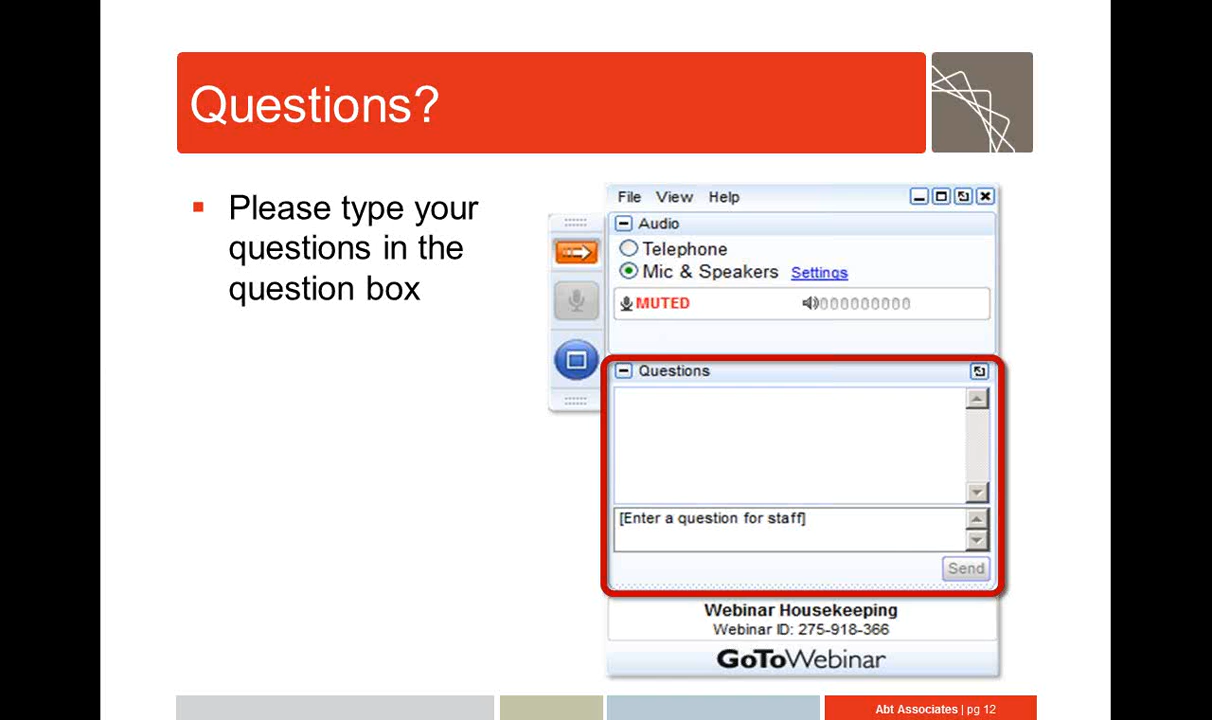 Questions?
Please type your
questions in the
question box
File View Help
Audio
Telephone
Mic & Speakers Settings
MUTED 000000000
Questions
[Enter a question for staff]
Send
Webinar Housekeeping
Webinar ID: 275-918-366
GoToWebinar
Abt Associates | pg 12